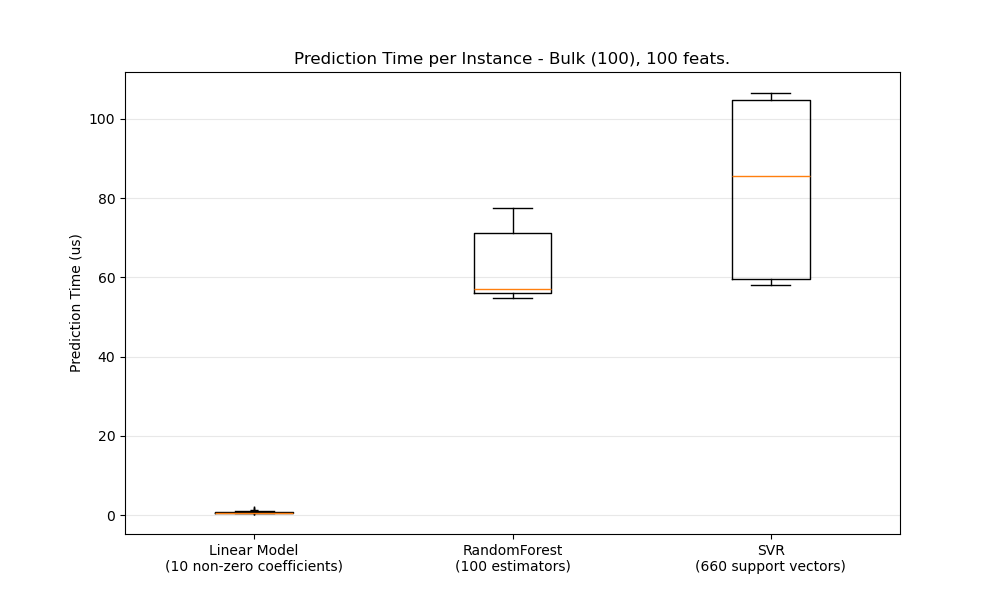 Prediction Time per Instance - Bulk (100), 100 feats.
Prediction Time (us)
100
80
60
40
20
0
Linear Model
(10 non-zero coefficients)
RandomForest
(100 estimators)
SVR
(660 support vectors)